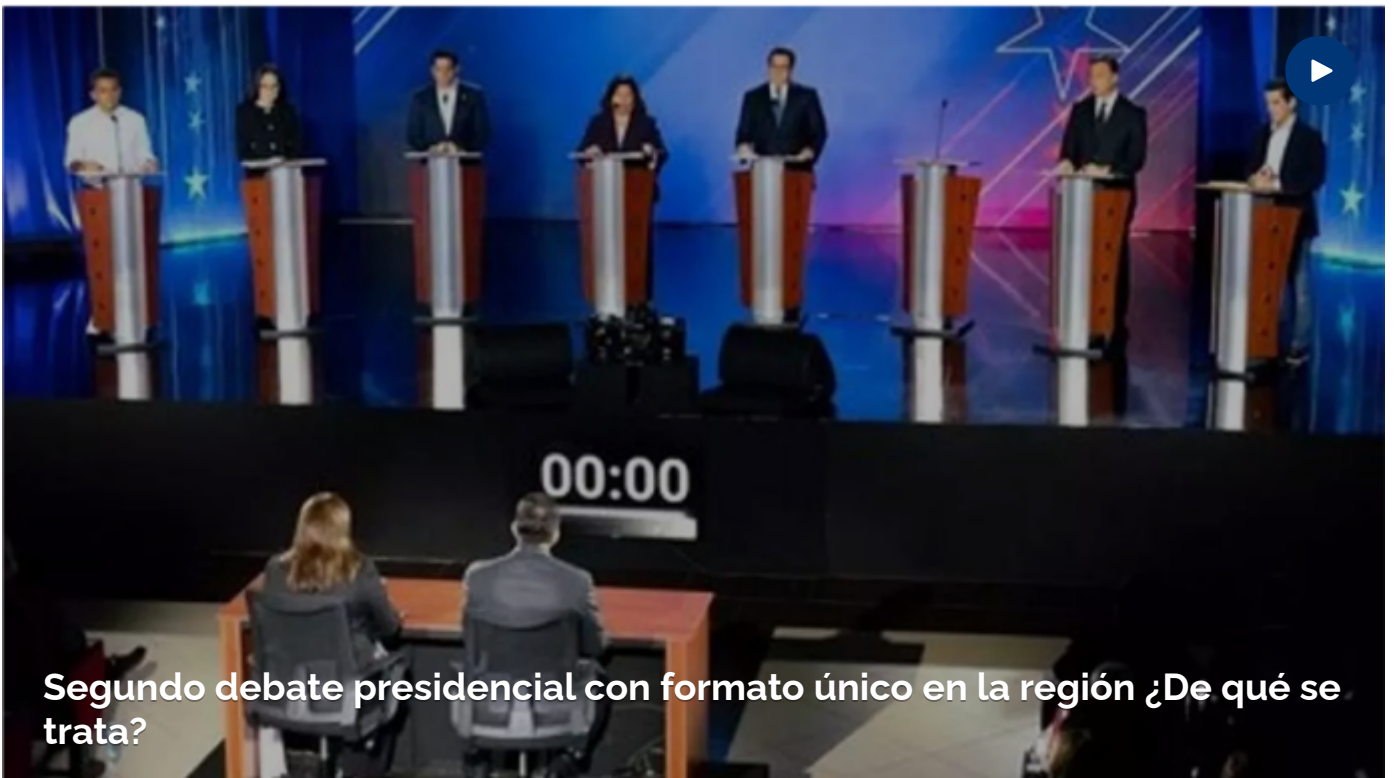 00:00
Segundo debate presidencial con formato único en la región ¿De qué se
trata?